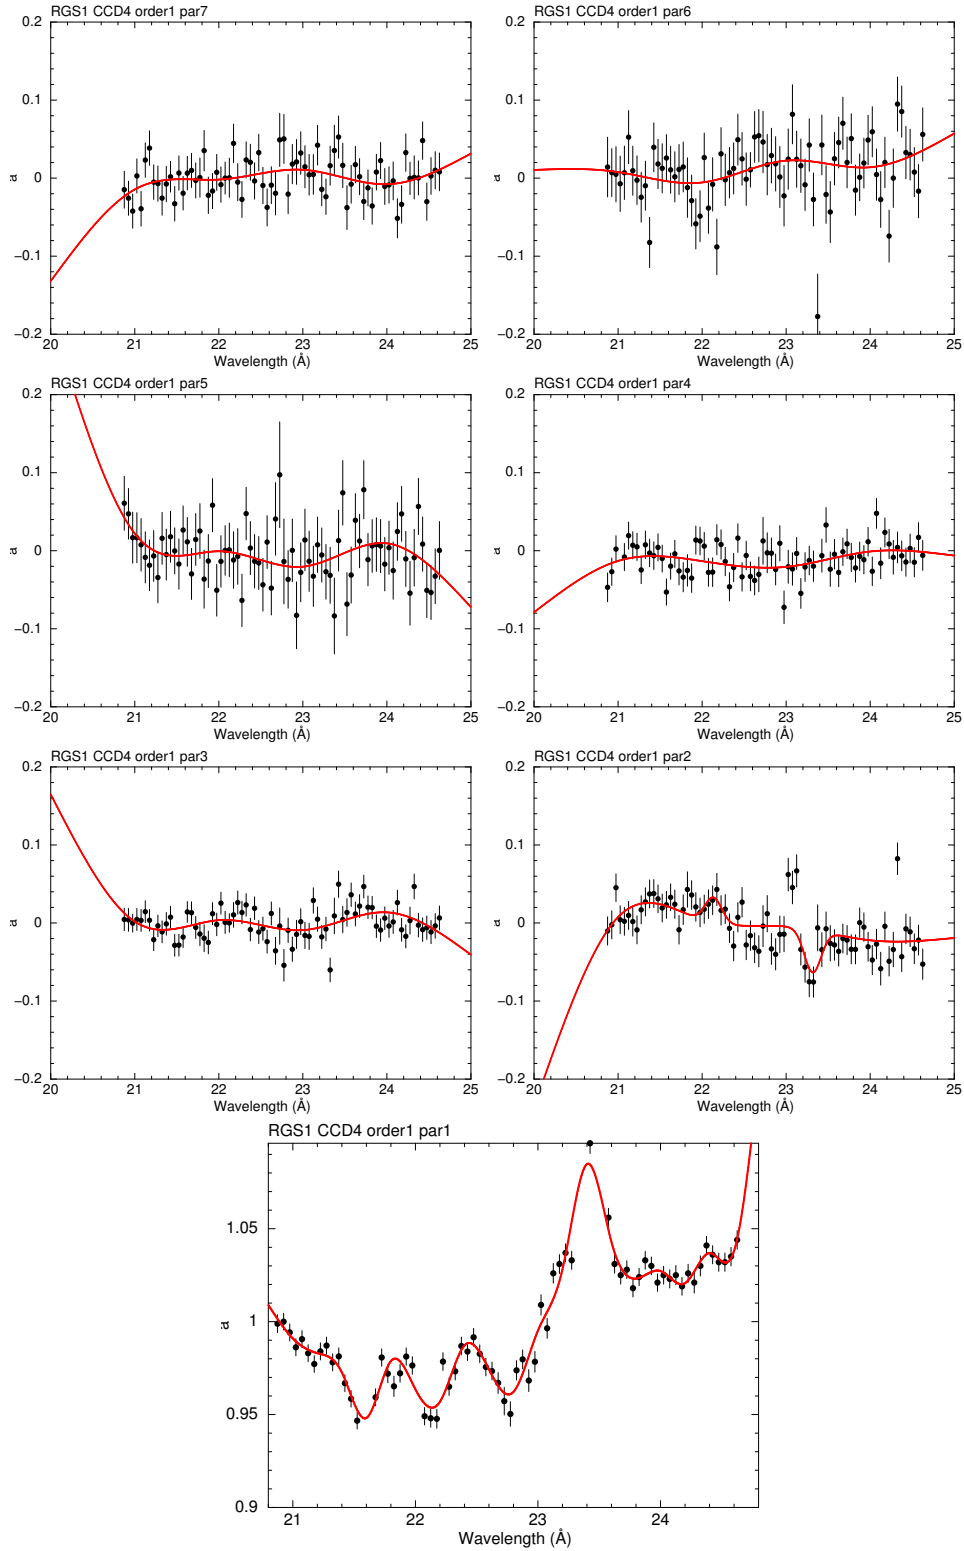 RGS1 CCD4 order1 par7
0.2
0.1
0
−0.1
−0.2
a
20 21 22 23 24 25
Wavelength (Å)
RGS1 CCD4 order1 par6
0.2
0.1
0
−0.1
−0.2
a
20 21 22 23 24 25
Wavelength (Å)
RGS1 CCD4 order1 par5
0.2
0.1
0
−0.1
−0.2
a
20 21 22 23 24 25
Wavelength (Å)
RGS1 CCD4 order1 par4
0.2
0.1
0
−0.1
−0.2
a
20 21 22 23 24 25
Wavelength (Å)
RGS1 CCD4 order1 par3
0.2
0.1
0
−0.1
−0.2
a
20 21 22 23 24 25
Wavelength (Å)
RGS1 CCD4 order1 par2
0.2
0.1
0
−0.1
−0.2
a
20 21 22 23 24 25
Wavelength (Å)
RGS1 CCD4 order1 par1
1.05
1
0.95
0.9
a
21 22 23 24
Wavelength (Å)